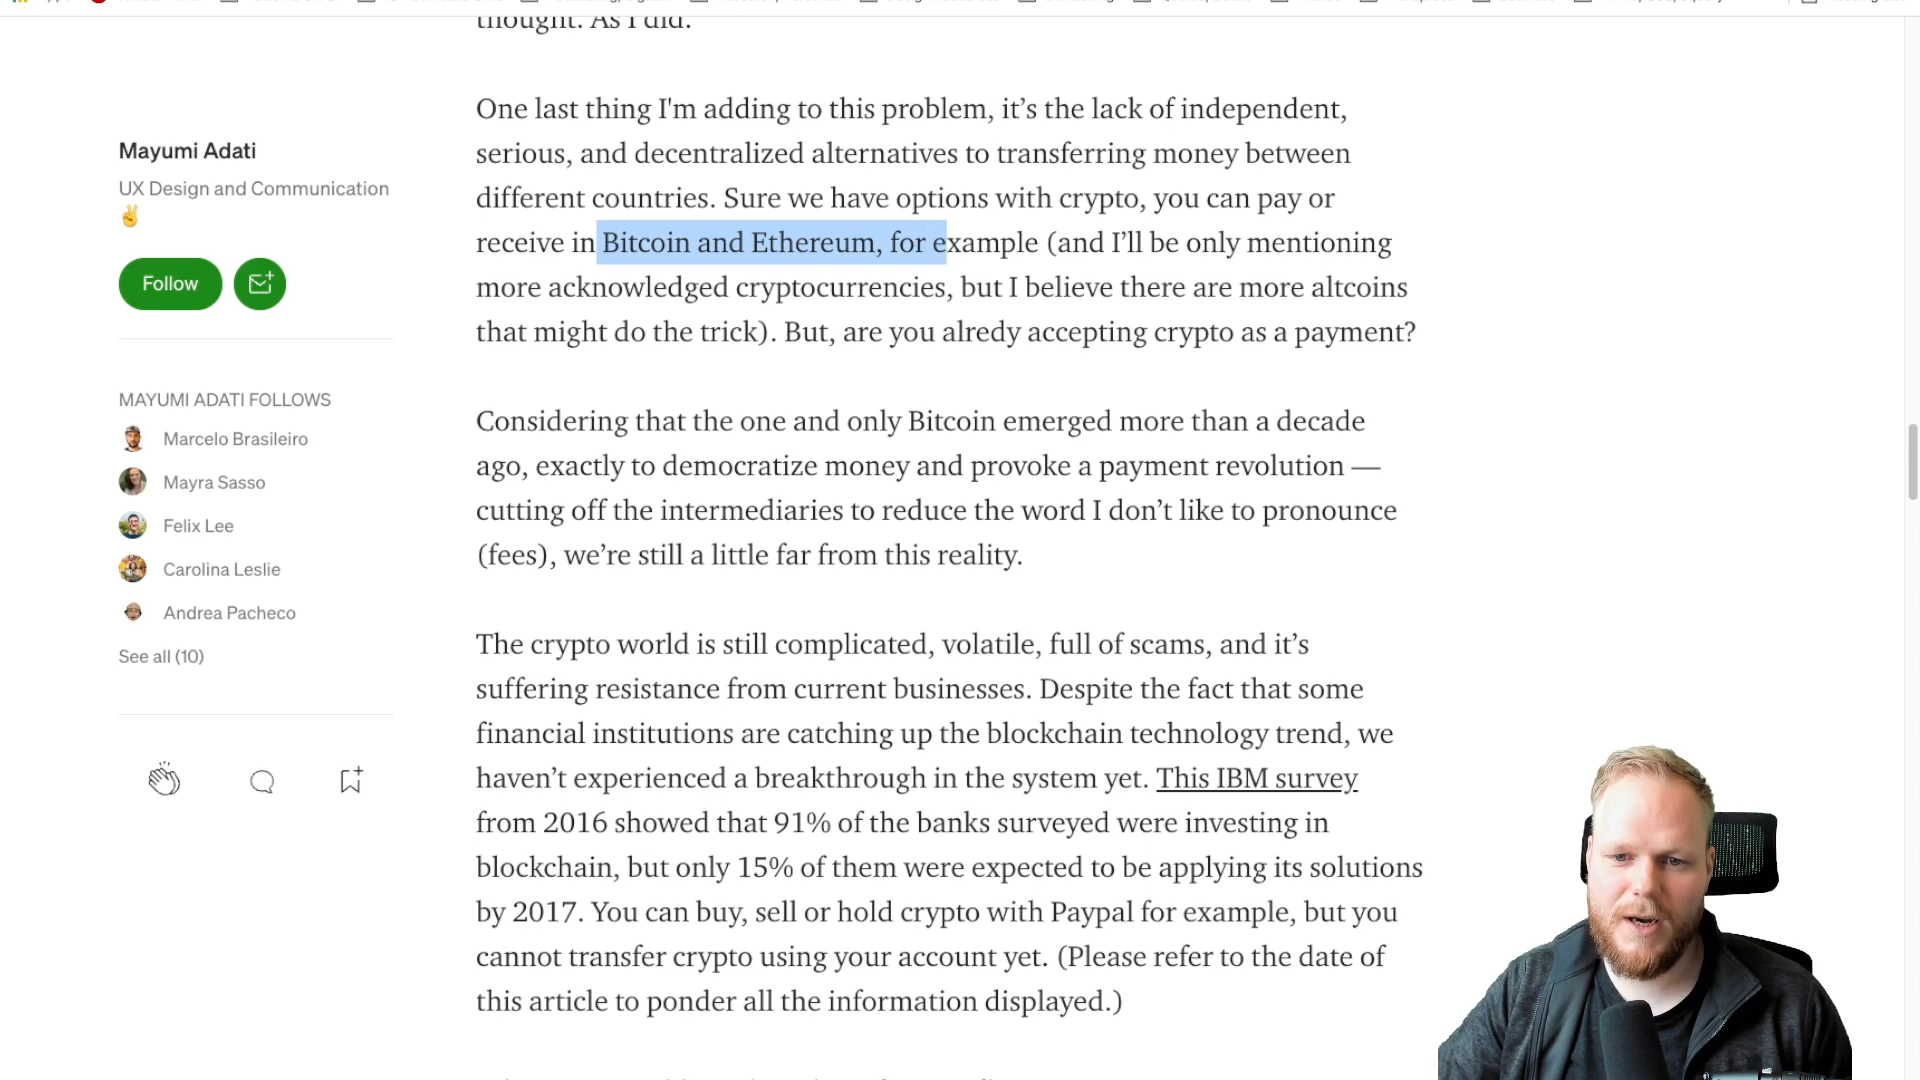 thought. As I did.
One last thing I'm adding to this problem, it’s the lack of independent,
serious, and decentralized alternatives to transferring money between
different countries. Sure we have options with crypto, you can pay or
receive in Bitcoin and Ethereum, for example (and I’ll be only mentioning
more acknowledged cryptocurrencies, but I believe there are more altcoins
that might do the trick). But, are you alredy accepting crypto as a payment?
Considering that the one and only Bitcoin emerged more than a decade
ago, exactly to democratize money and provoke a payment revolution —
cutting off the intermediaries to reduce the word I don’t like to pronounce
(fees), we’re still a little far from this reality.
The crypto world is still complicated, volatile, full of scams, and it’s
suffering resistance from current businesses. Despite the fact that some
financial institutions are catching up the blockchain technology trend, we
haven’t experienced a breakthrough in the system yet. This IBM survey
from 2016 showed that 91% of the banks surveyed were investing in
blockchain, but only 15% of them were expected to be applying its solutions
by 2017. You can buy, sell or hold crypto with Paypal for example, but you
cannot transfer crypto using your account yet. (Please refer to the date of
this article to ponder all the information displayed.)
Mayumi Adati
UX Design and Communication
✌
Follow
MAYUMI ADATI FOLLOWS
Marcelo Brasileiro
Mayra Sasso
Felix Lee
Carolina Leslie
Andrea Pacheco
See all (10)